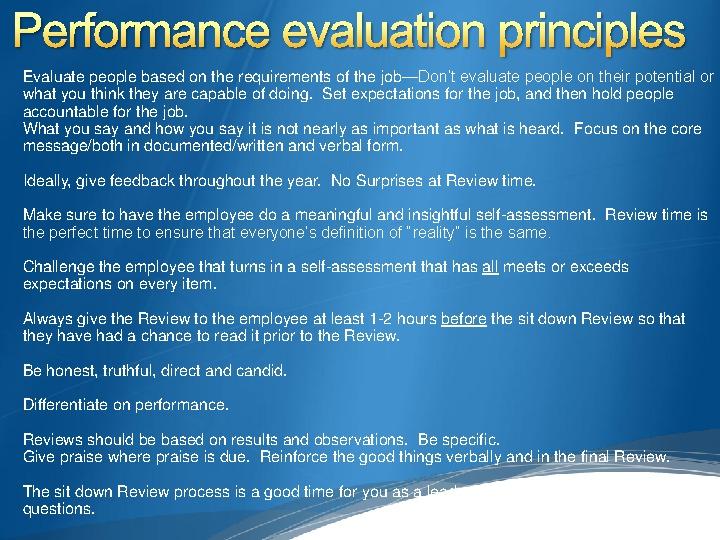 Performance evaluation principles
Evaluate people based on the requirements of the job—Don’t evaluate people on their potential or
what you think they are capable of doing.  Set expectations for the job, and then hold people
accountable for the job.
What you say and how you say it is not nearly as important as what is heard.  Focus on the core
message/both in documented/written and verbal form.
Ideally, give feedback throughout the year.  No Surprises at Review time.
Make sure to have the employee do a meaningful and insightful self-assessment.  Review time is
the perfect time to ensure that everyone’s definition of “reality” is the same.
Challenge the employee that turns in a self-assessment that has all meets or exceeds
expectations on every item.
Always give the Review to the employee at least 1-2 hours before the sit down Review so that
they have had a chance to read it prior to the Review.
Be honest, truthful, direct and candid.
Differentiate on performance.
Reviews should be based on results and observations.  Be specific.
Give praise where praise is due.  Reinforce the good things verbally and in the final Review.
The sit down Review process is a good time for you as a
questions.